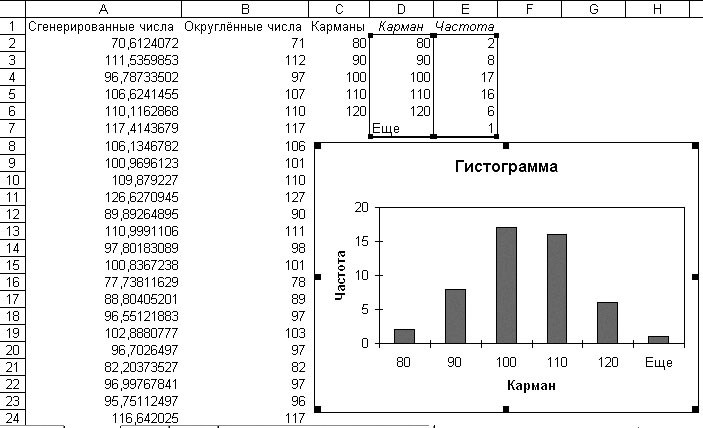 A B C D E F G H
1 Сгенерированные числа Округлённые числа Карманы Карман Частота
2 70,6124072 71 80 80 2
3 111,5359853 112 90 90 8
4 96,78733502 97 100 100 17
5 106,6241455 107 110 110 16
6 110,1162868 110 120 120 6
7 117,4143679 117 Еще 1
8 106,1346782 106
9 100,9696123 101
10 109,879227 110
11 126,6270945 127
12 89,89264895 90
13 110,9991106 111
14 97,80183089 98
15 100,8367238 101
16 77,73811629 78
17 88,80405201 89
18 96,55121883 97
19 102,8880777 103
20 96,7026497 97
21 82,20373527 82
22 96,99767841 97
23 95,75112497 96
24 116,642025 117
Гистограмма
Частота
20
15
10
5
0
80 90 100 110 120 Еще
Карман